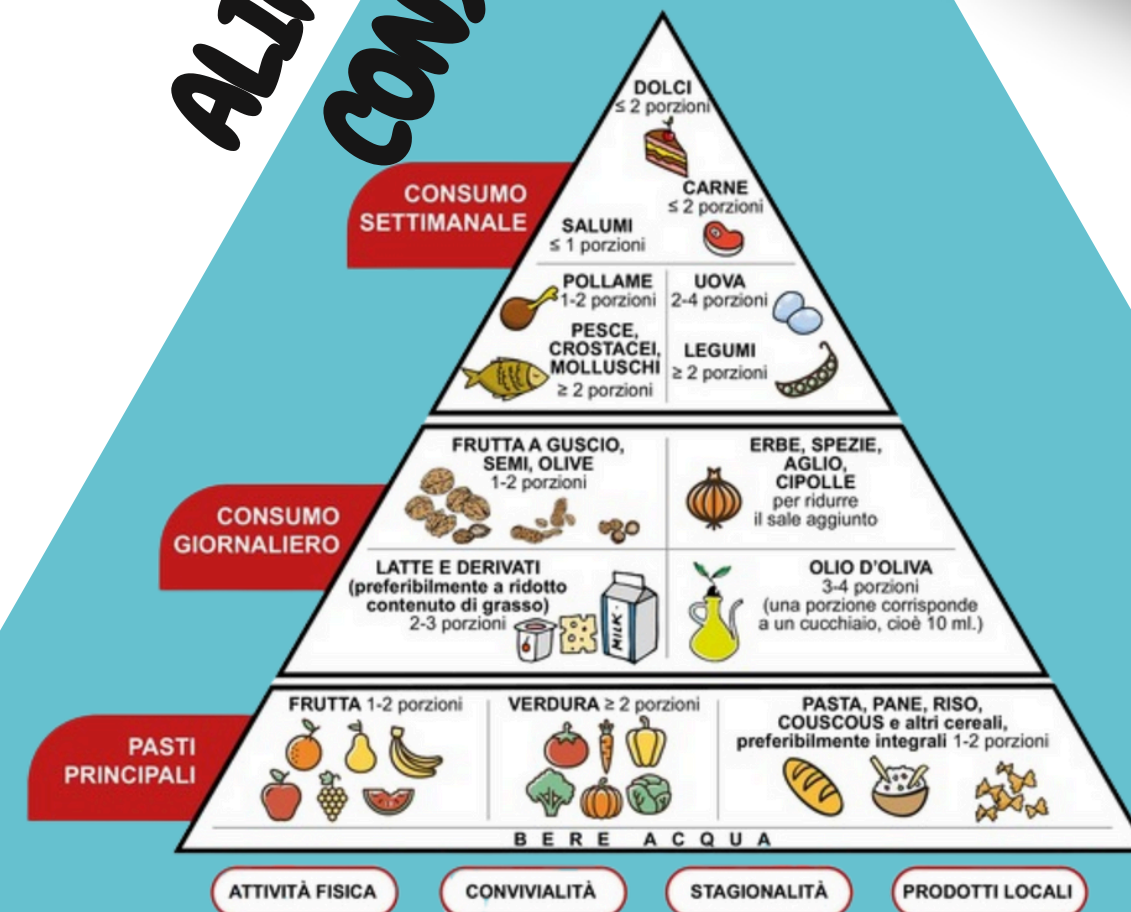 DOLCI
≤ 2 porzioni
CARNE
≤ 2 porzioni
SALUMI
≤ 1 porzioni
CONSUMO
SETTIMANALE
POLLAME
1-2 porzioni
UOVA
2-4 porzioni
PESCE,
CROSTACEI,
MOLLUSCHI
≥ 2 porzioni
LEGUMI
≥ 2 porzioni
CONSUMO
GIORNALIERO
FRUTTA A GUSCIO,
SEMI, OLIVE
1-2 porzioni
ERBE, SPEZIE,
AGLIO,
CIPOLLE
per ridurre
il sale aggiunto
LATTE E DERIVATI
(preferibilmente a ridotto
contenuto di grasso)
2-3 porzioni
MILK
OLIO D'OLIVA
3-4 porzioni
(una porzione corrisponde
a un cucchiaio, cioè 10 ml.)
PASTI
PRINCIPALI
FRUTTA 1-2 porzioni
VERDURA ≥ 2 porzioni
PASTA, PANE, RISO,
COUSCOUS e altri cereali,
preferibilmente integrali 1-2 porzioni
BERE ACQUA
ATTIVITÀ FISICA
CONVIVIALITÀ
STAGIONALITÀ
PRODOTTI LOCALI